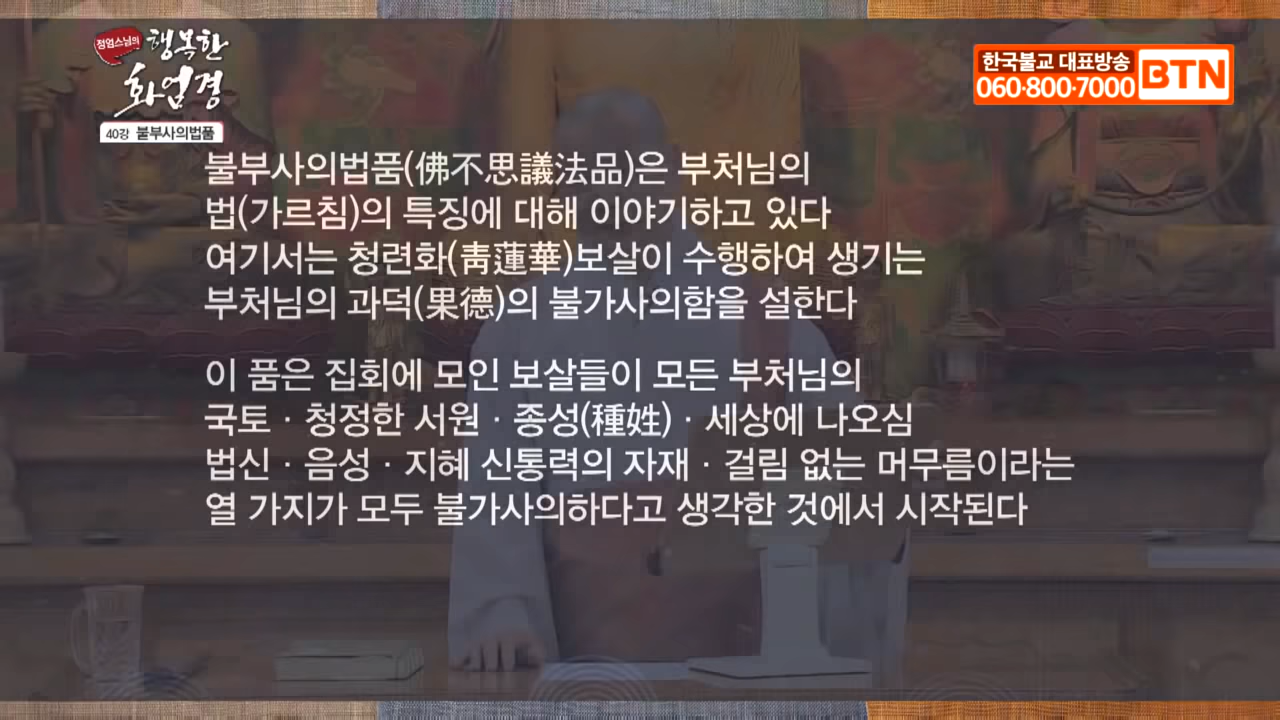 정엄스님의
행복한
화엄경
40강 불부사의법품
한국불교 대표방송
060·800·7000
BTN
불부사의법품(佛不思議法品)은 부처님의
법(가르침)의 특징에 대해 이야기하고 있다
여기서는 청련화(靑蓮華)보살이 수행하여 생기는
부처님의 과덕(果德)의 불가사의함을 설한다
이 품은 집회에 모인 보살들이 모든 부처님의
국토 · 청정한 서원 · 종성(種姓) · 세상에 나오심
법신 · 음성 · 지혜 신통력의 자재 · 걸림 없는 머무름이라는
열 가지가 모두 불가사의하다고 생각한 것에서 시작된다